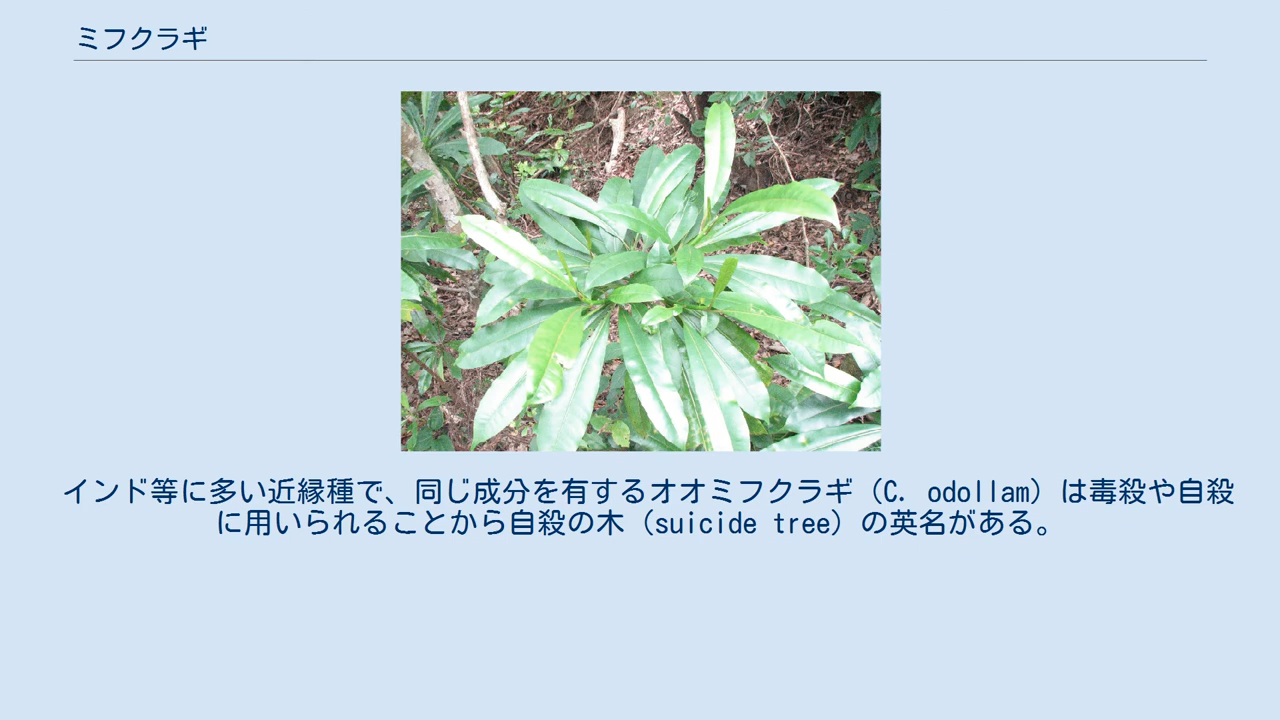 ミフクラギ
インド等に多い近縁種で、同じ成分を有するオオミフクラギ（C. odollam）は毒殺や自殺
に用いられることから自殺の木（suicide tree）の英名がある。